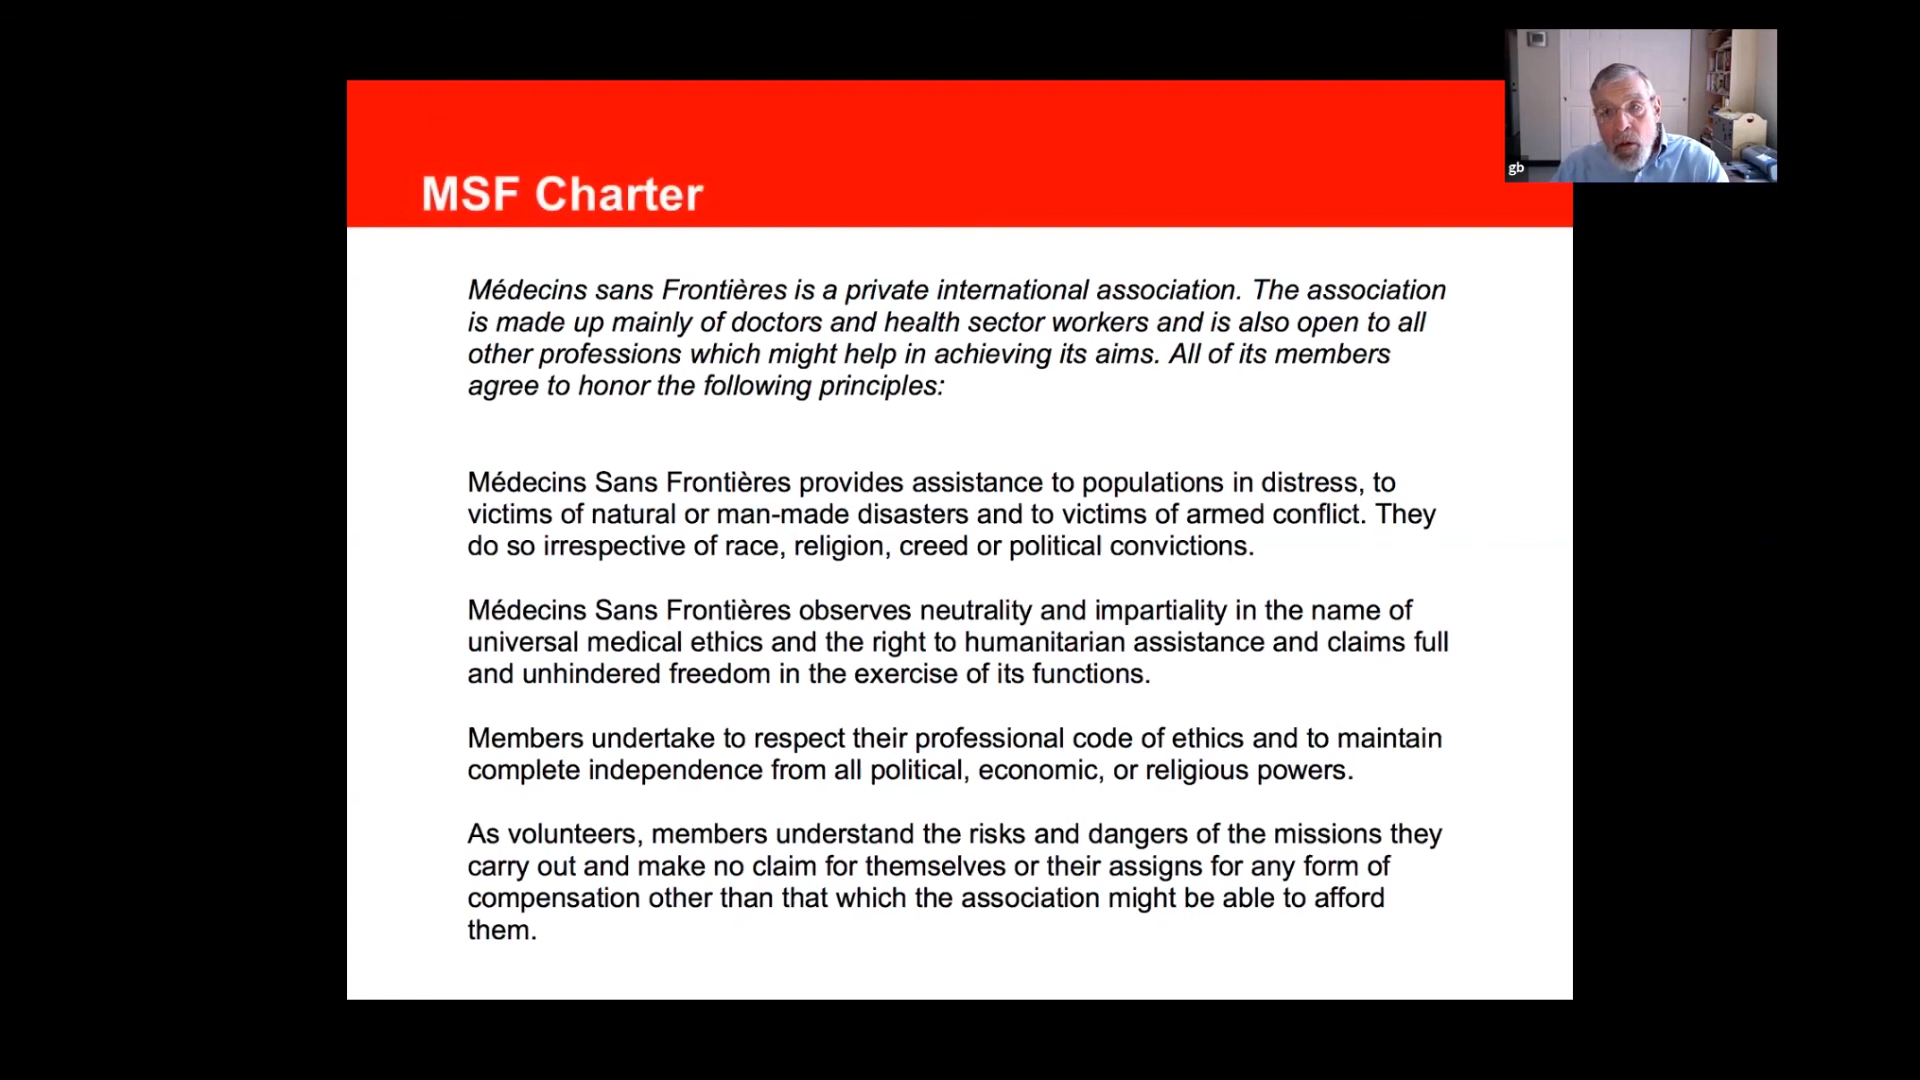 gb
MSF Charter
Médecins sans Frontières is a private international association. The association
is made up mainly of doctors and health sector workers and is also open to all
other professions which might help in achieving its aims. All of its members
agree to honor the following principles:
Médecins Sans Frontières provides assistance to populations in distress, to
victims of natural or man-made disasters and to victims of armed conflict. They
do so irrespective of race, religion, creed or political convictions.
Médecins Sans Frontières observes neutrality and impartiality in the name of
universal medical ethics and the right to humanitarian assistance and claims full
and unhindered freedom in the exercise of its functions.
Members undertake to respect their professional code of ethics and to maintain
complete independence from all political, economic, or religious powers.
As volunteers, members understand the risks and dangers of the missions they
carry out and make no claim for themselves or their assigns for any form of
compensation other than that which the association might be able to afford
them.